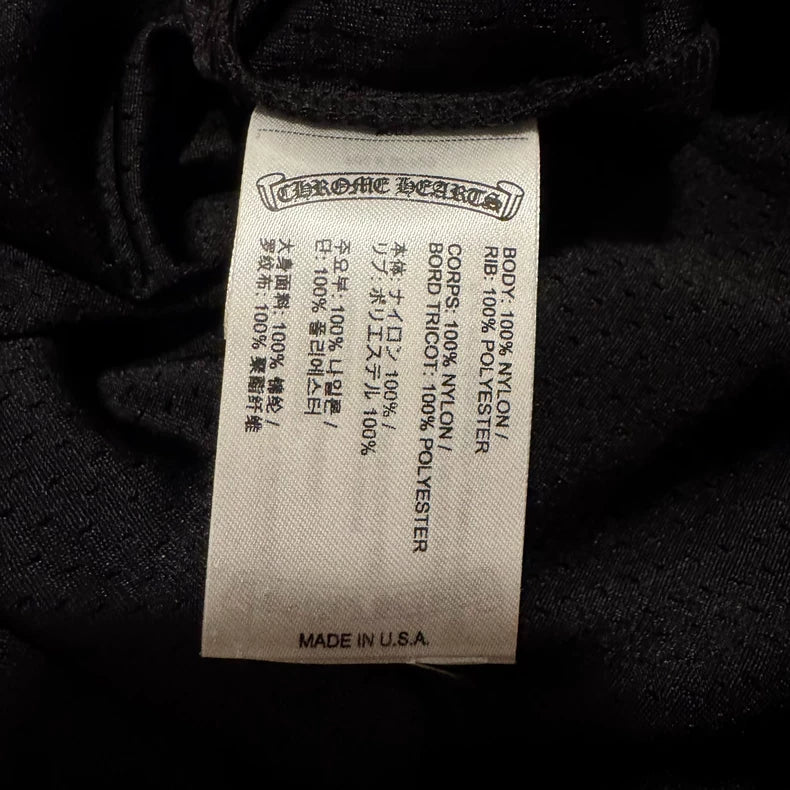 CHROME HEARTS
BODY: 100% NYLON /
RIB: 100% POLYESTER
CORPS: 100% NYLON /
BORD TRICOT: 100% POLYESTER
本体: ナイロン 100% /
リブ: ポリエステル 100%
주요부: 100% 나일론 /
단: 100% 폴리에스터
大身面料: 100% 锦纶 /
罗纹布: 100% 聚酯纤维
MADE IN U.S.A.